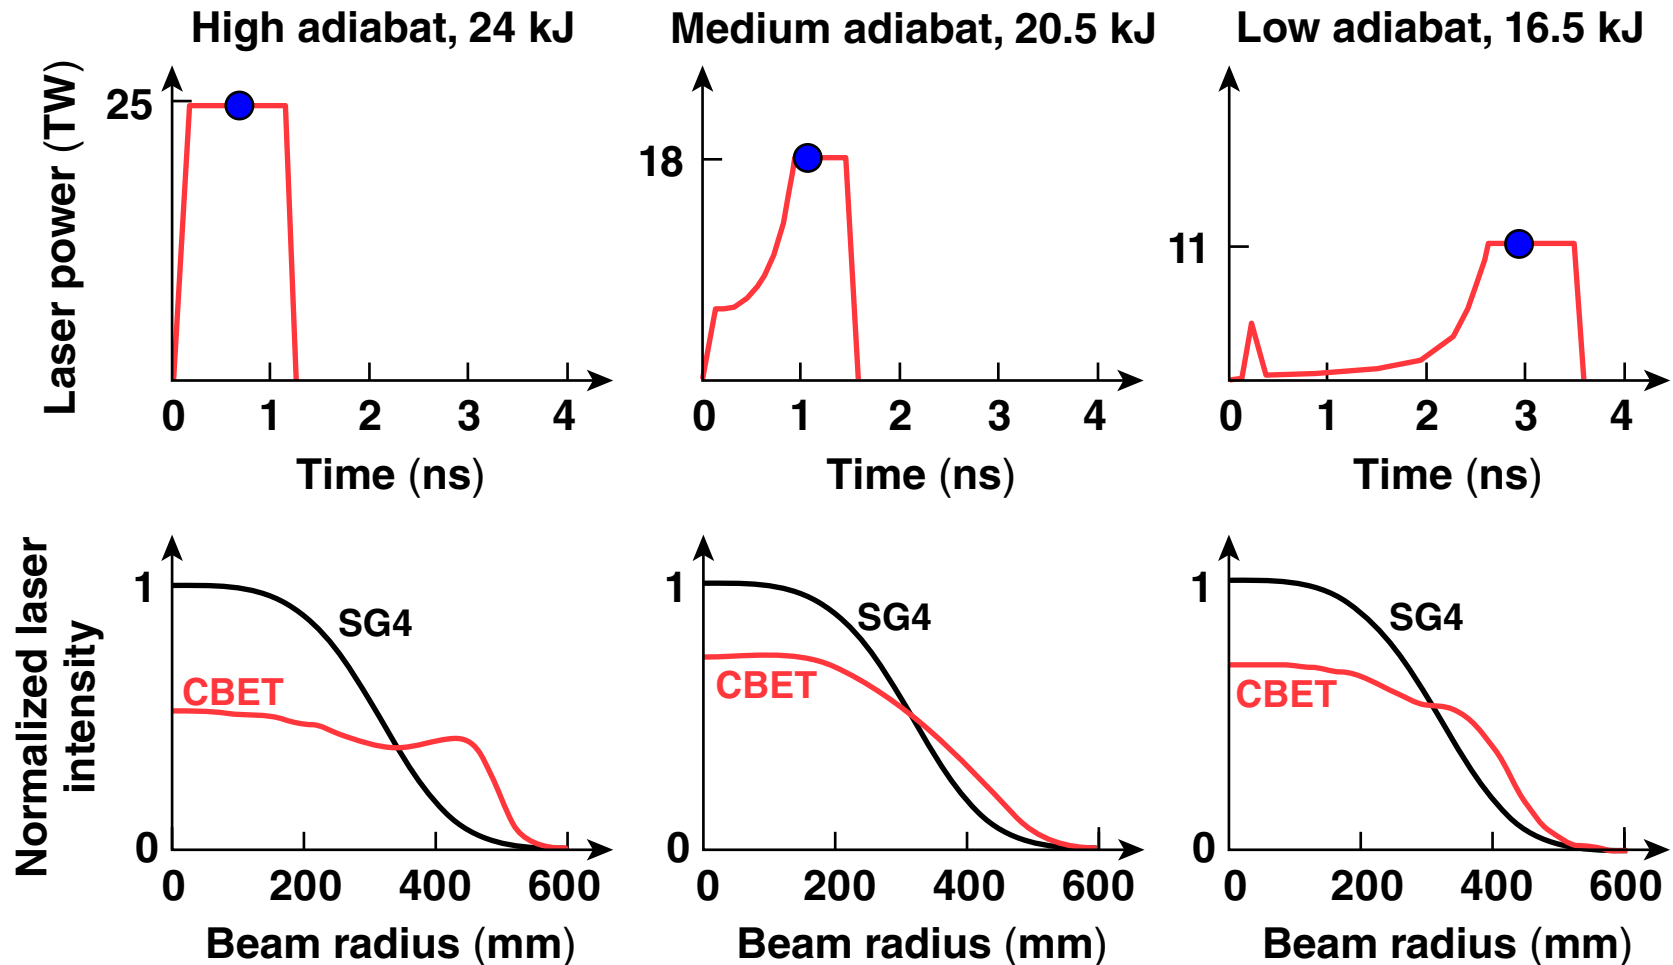 High adiabat, 24 kJ
Laser power (TW)
25
0 1 2 3 4
Time (ns)
Medium adiabat, 20.5 kJ
18
0 1 2 3 4
Time (ns)
Low adiabat, 16.5 kJ
11
0 1 2 3 4
Time (ns)
Normalized laser
intensity
1
SG4
CBET
0
0 200 400 600
Beam radius (mm)
1
SG4
CBET
0
0 200 400 600
Beam radius (mm)
1
SG4
CBET
0
0 200 400 600
Beam radius (mm)